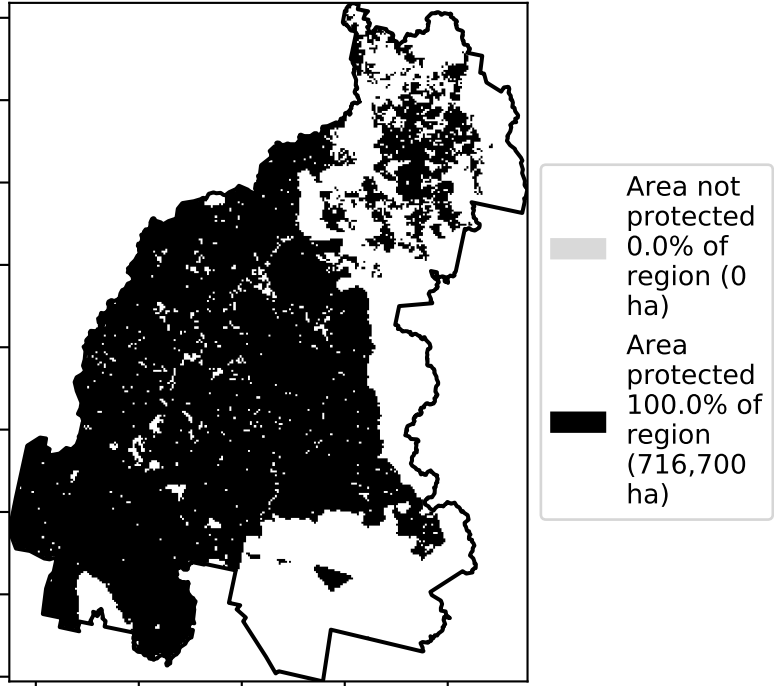 Area not
protected
0.0% of
region (0
ha)
Area
protected
100.0% of
region
(716,700
ha)